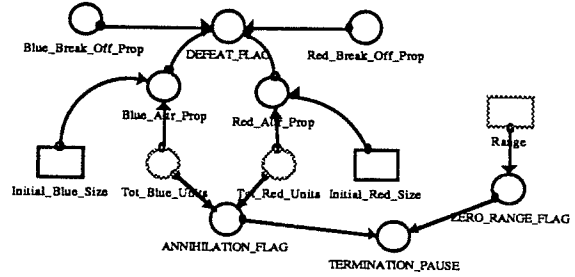 Blue_Break_Off_Prop
DEFEAT_FLAG
Red_Break_Off_Prop
Blue_Attr_Prop
Red_Attr_Prop
Range
Initial_Blue_Size
Tot_Blue_Units
Tot_Red_Units
Initial_Red_Size
ZERO_RANGE_FLAG
ANNIHILATION_FLAG
TERMINATION_PAUSE